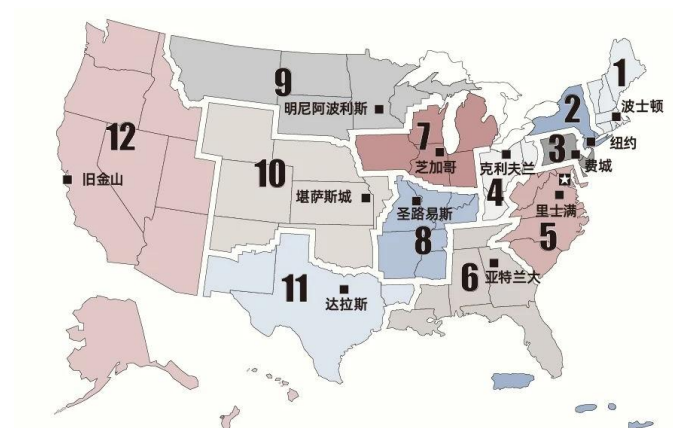 1
波士顿
2
纽约
3
费城
9
明尼阿波利斯
7
芝加哥
克利夫兰
4
12
旧金山
10
堪萨斯城
圣路易斯
8
里士满
5
6
亚特兰大
11
达拉斯